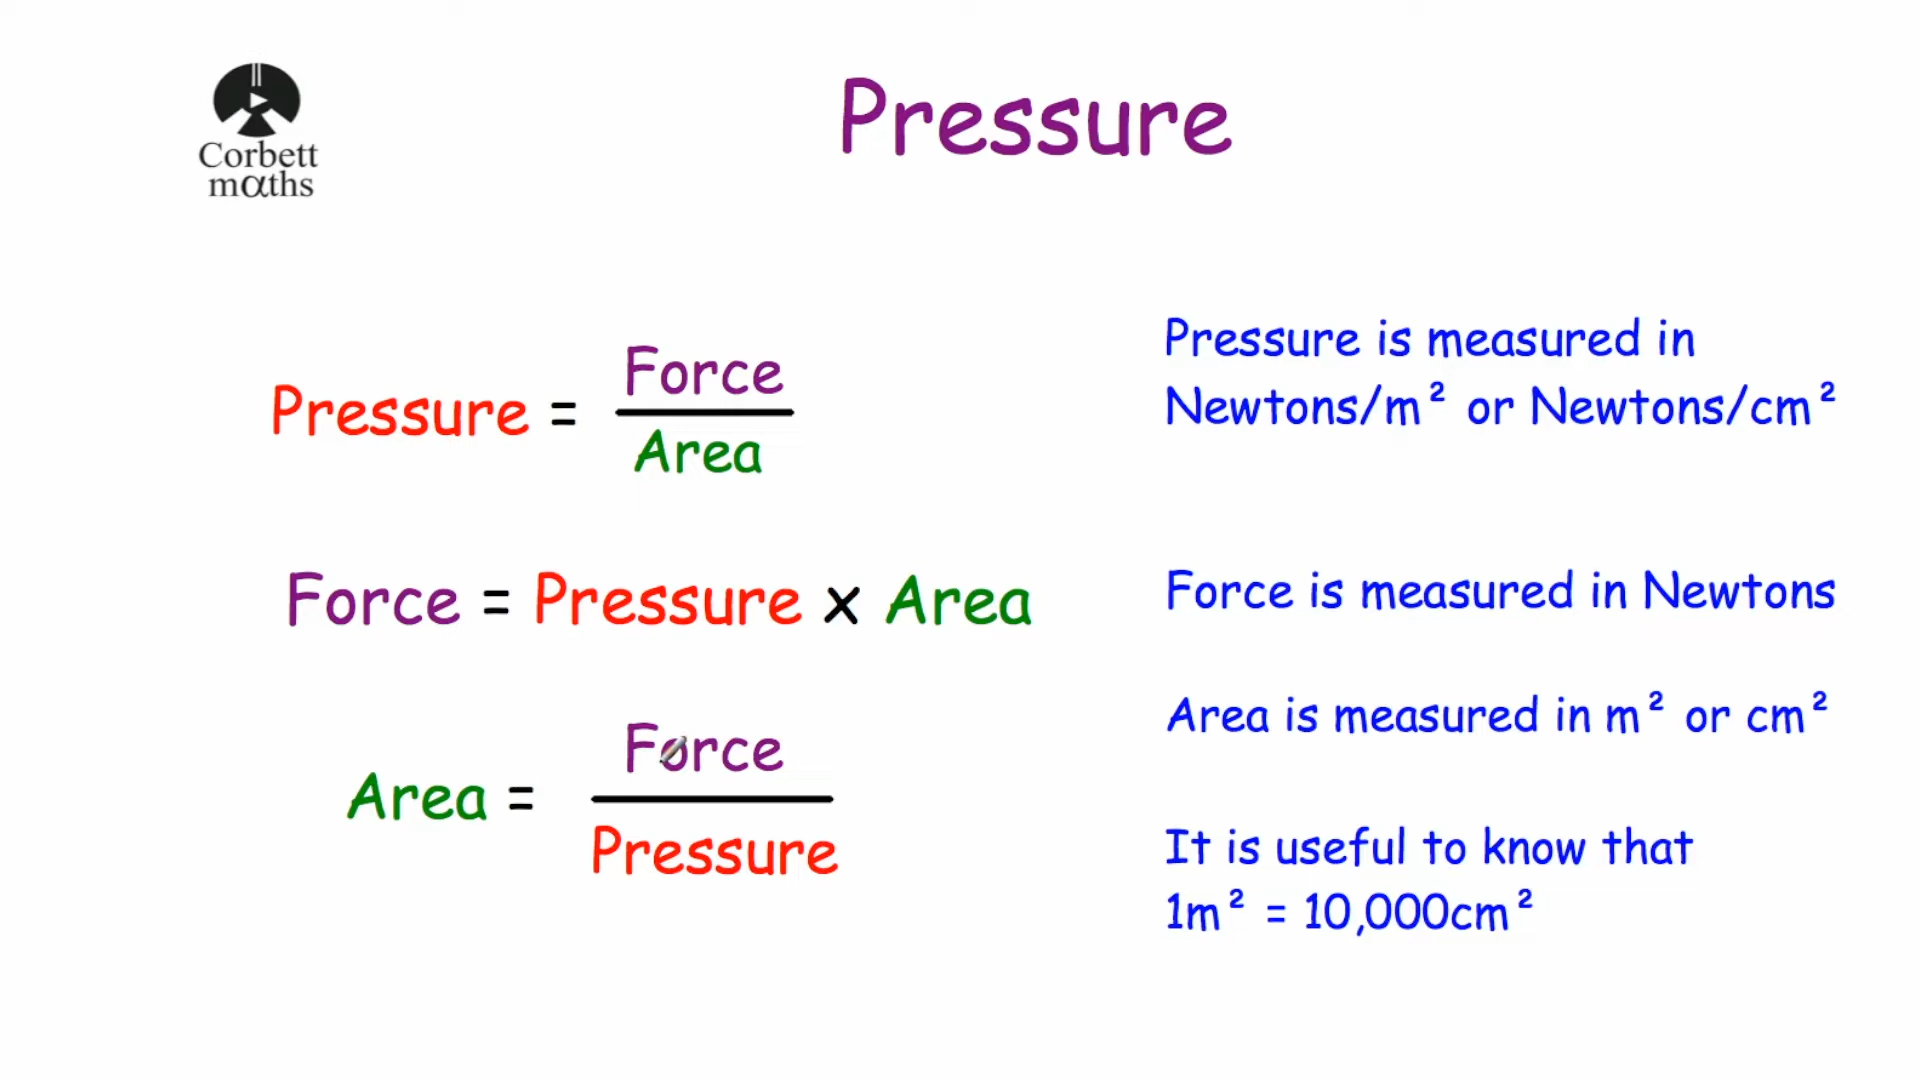 Corbett
mαths
Pressure
Pressure = Force
Area
Force = Pressure x Area
Area = Force
Pressure
Pressure is measured in
Newtons/m² or Newtons/cm²
Force is measured in Newtons
Area is measured in m² or cm²
It is useful to know that
1m² = 10,000cm²